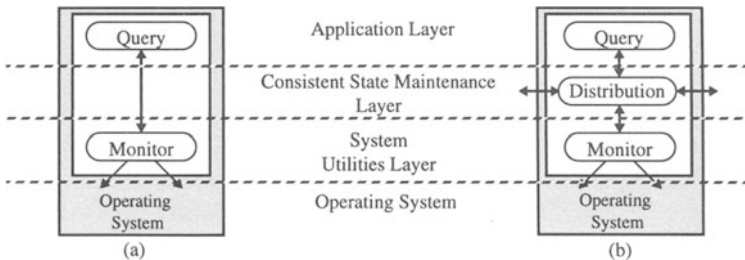 Query
Monitor
Operating
System
(a)
Application Layer
Consistent State Maintenance
Layer
System
Utilities Layer
Operating System
Query
Distribution
Monitor
Operating
System
(b)